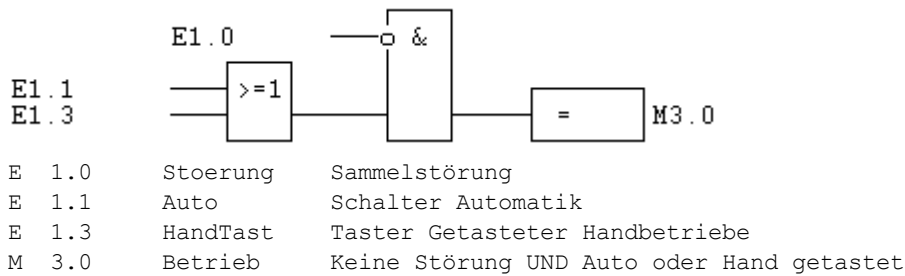 E1.0 &
E1.1 >=1
E1.3 = M3.0
E 1.0 Stoerung Sammelstörung
E 1.1 Auto Schalter Automatik
E 1.3 HandTast Taster Getasteter Handbetriebe
M 3.0 Betrieb Keine Störung UND Auto oder Hand getastet